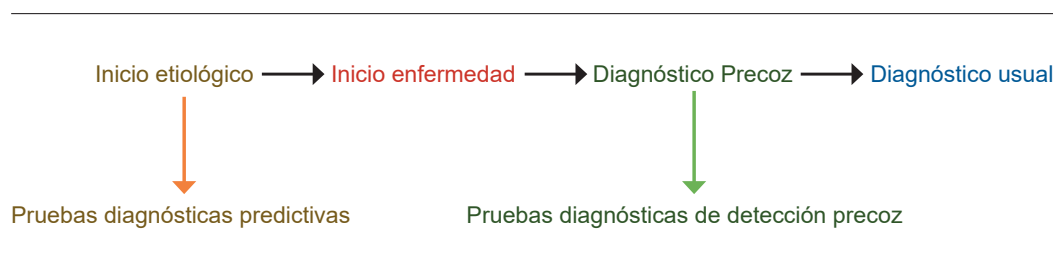 Inicio etiológico Inicio enfermedad Diagnóstico Precoz Diagnóstico usual
Pruebas diagnósticas predictivas Pruebas diagnósticas de detección precoz